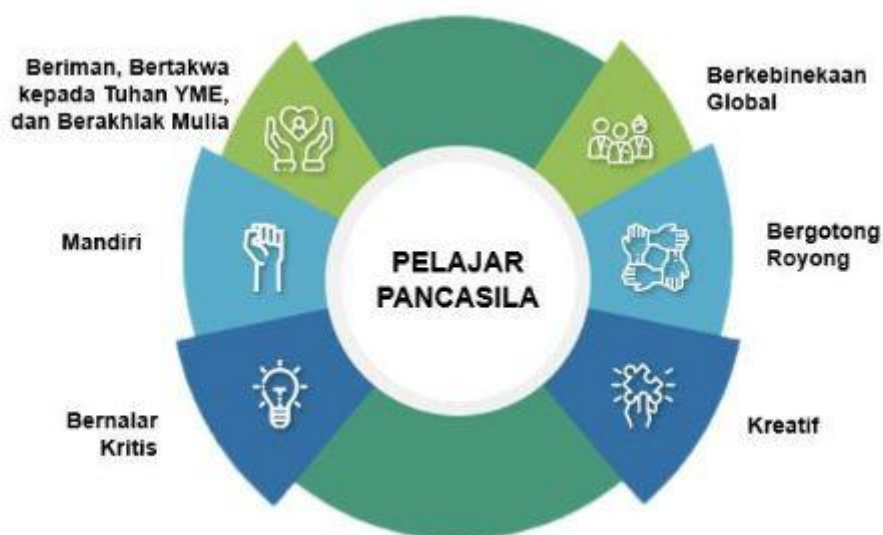 Beriman, Bertakwa
kepada Tuhan YME,
dan Berakhlak Mulia
Berkebinekaan
Global
Mandiri
Bergotong
Royong
PELAJAR
PANCASILA
Bernalar
Kritis
Kreatif